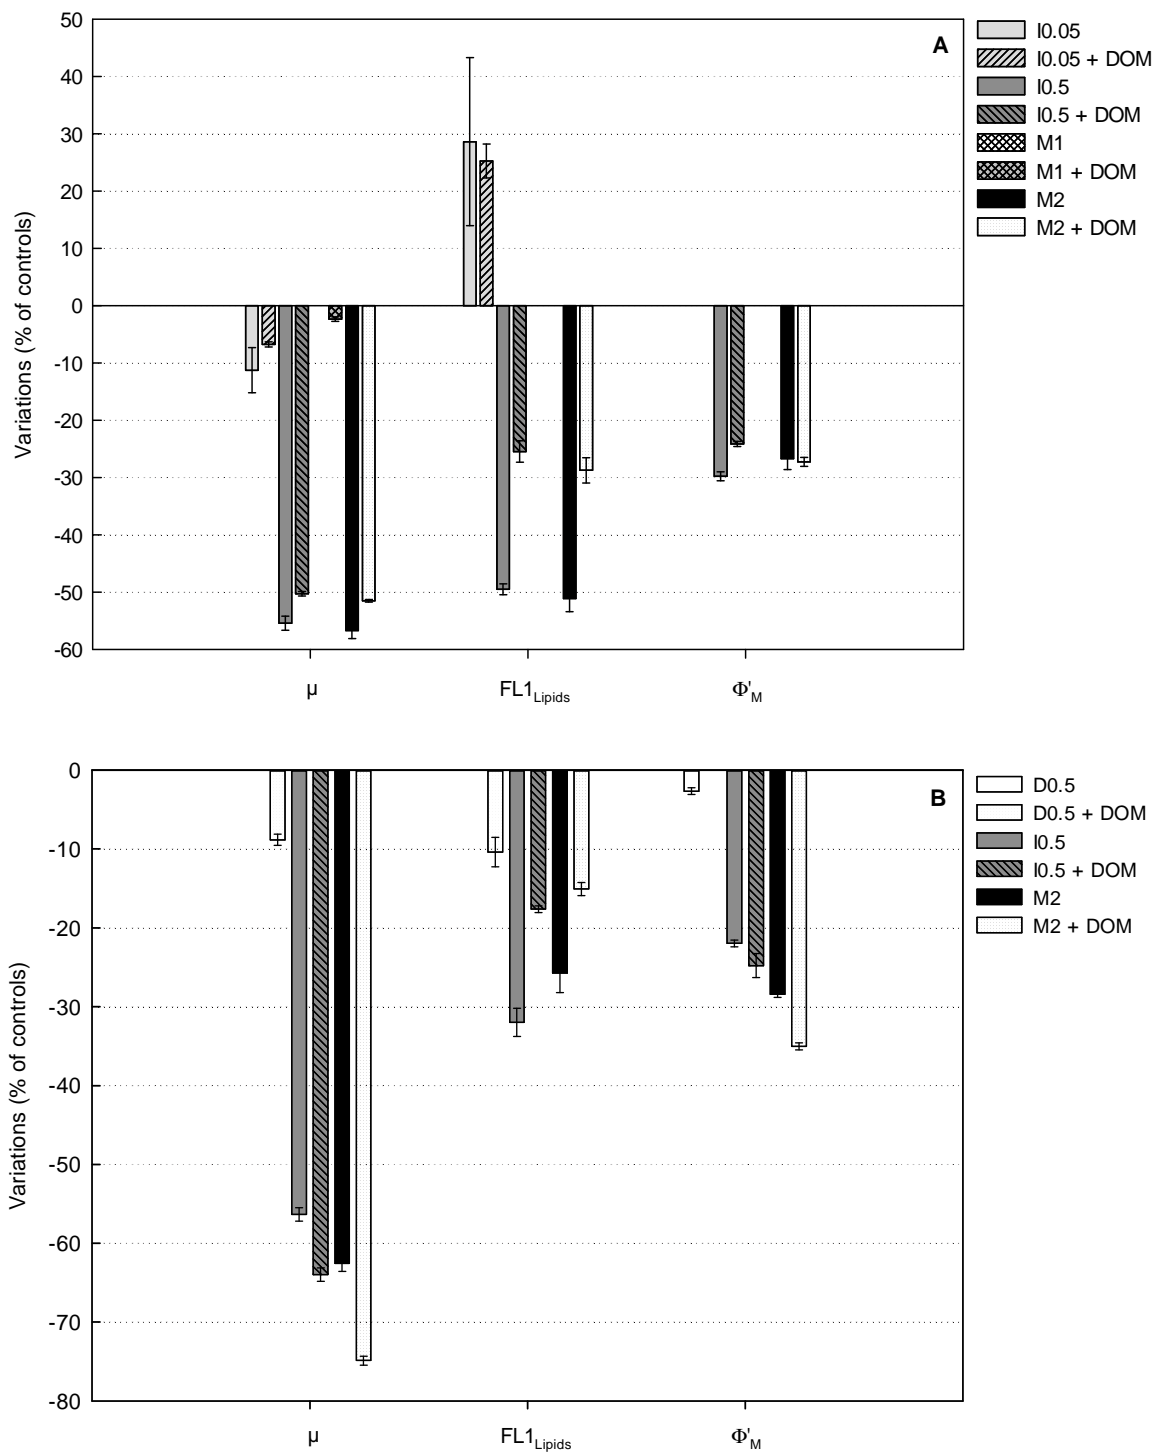 50
40
30
20
10
0
-10
-20
-30
-40
-50
-60
Variations (% of controls)
A
I0.05
I0.05 + DOM
I0.5
I0.5 + DOM
M1
M1 + DOM
M2
M2 + DOM
µ
FL1Lipids
Φ'M
0
-10
-20
-30
-40
-50
-60
-70
-80
Variations (% of controls)
B
D0.5
D0.5 + DOM
I0.5
I0.5 + DOM
M2
M2 + DOM
µ
FL1Lipids
Φ'M